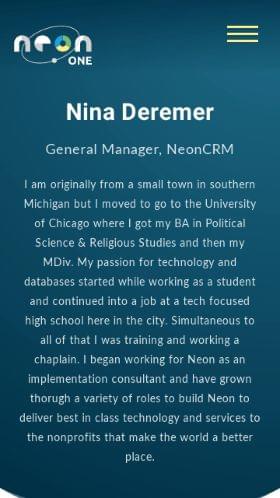 neon
ONE
Nina Deremer
General Manager, NeonCRM
I am originally from a small town in southern
Michigan but I moved to go to the University
of Chicago where I got my BA in Political
Science & Religious Studies and then my
MDiv. My passion for technology and
databases started while working as a student
and continued into a job at a tech focused
high school here in the city. Simultaneous to
all of that I was training and working a
chaplain. I began working for Neon as an
implementation consultant and have grown
thorugh a variety of roles to build Neon to
deliver best in class technology and services to
the nonprofits that make the world a better
place.